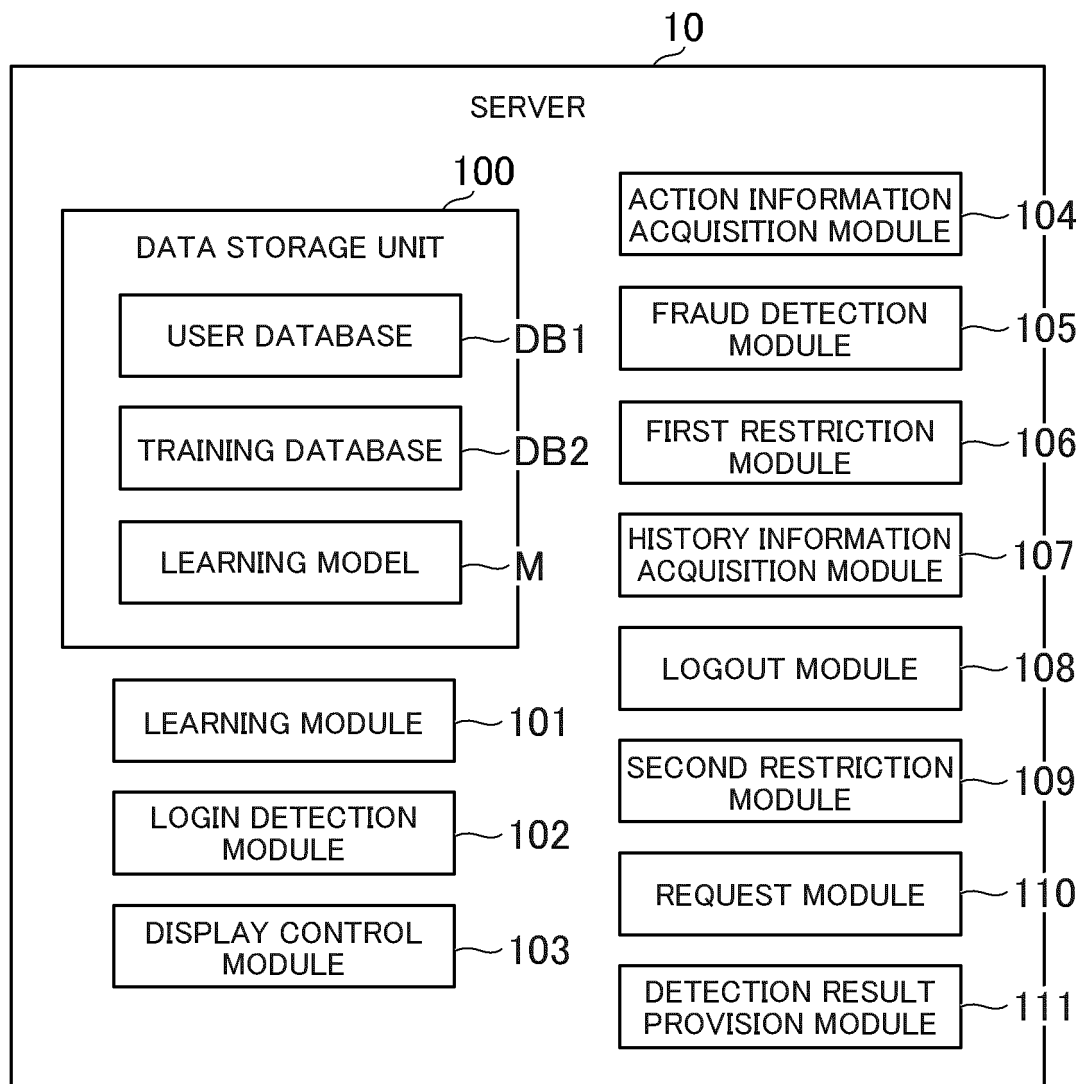 10
SERVER
100
DATA STORAGE UNIT
USER DATABASE
DB1
TRAINING DATABASE
DB2
LEARNING MODEL
M
LEARNING MODULE
101
LOGIN DETECTION
MODULE
102
DISPLAY CONTROL
MODULE
103
ACTION INFORMATION
ACQUISITION MODULE
104
FRAUD DETECTION
MODULE
105
FIRST RESTRICTION
MODULE
106
HISTORY INFORMATION
ACQUISITION MODULE
107
LOGOUT MODULE
108
SECOND RESTRICTION
MODULE
109
REQUEST MODULE
110
DETECTION RESULT
PROVISION MODULE
111